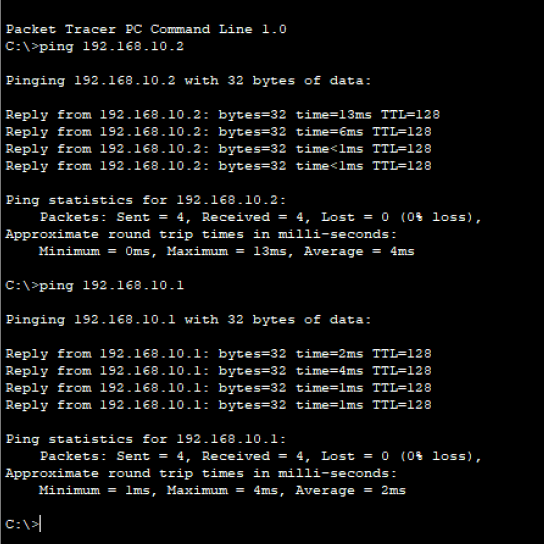 Packet Tracer PC Command Line 1.0
C:\>ping 192.168.10.2
Pinging 192.168.10.2 with 32 bytes of data:
Reply from 192.168.10.2: bytes=32 time=13ms TTL=128
Reply from 192.168.10.2: bytes=32 time=6ms TTL=128
Reply from 192.168.10.2: bytes=32 time<1ms TTL=128
Reply from 192.168.10.2: bytes=32 time<1ms TTL=128
Ping statistics for 192.168.10.2:
Packets: Sent = 4, Received = 4, Lost = 0 (0% loss),
Approximate round trip times in milli-seconds:
Minimum = 0ms, Maximum = 13ms, Average = 4ms
C:\>ping 192.168.10.1
Pinging 192.168.10.1 with 32 bytes of data:
Reply from 192.168.10.1: bytes=32 time=2ms TTL=128
Reply from 192.168.10.1: bytes=32 time=4ms TTL=128
Reply from 192.168.10.1: bytes=32 time=1ms TTL=128
Reply from 192.168.10.1: bytes=32 time=1ms TTL=128
Ping statistics for 192.168.10.1:
Packets: Sent = 4, Received = 4, Lost = 0 (0% loss),
Approximate round trip times in milli-seconds:
Minimum = 1ms, Maximum = 4ms, Average = 2ms
C:\>